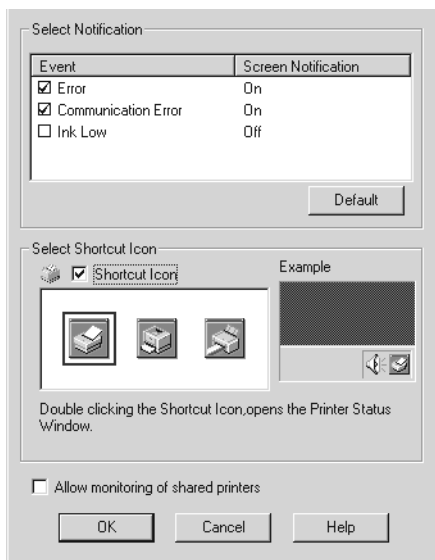 Select Notification
Event Screen Notification
Error On
Communication Error On
Ink Low Off
Default
Select Shortcut Icon
Shortcut Icon
Example
Double clicking the Shortcut Icon,opens the Printer Status
Window.
Allow monitoring of shared printers
OK Cancel Help